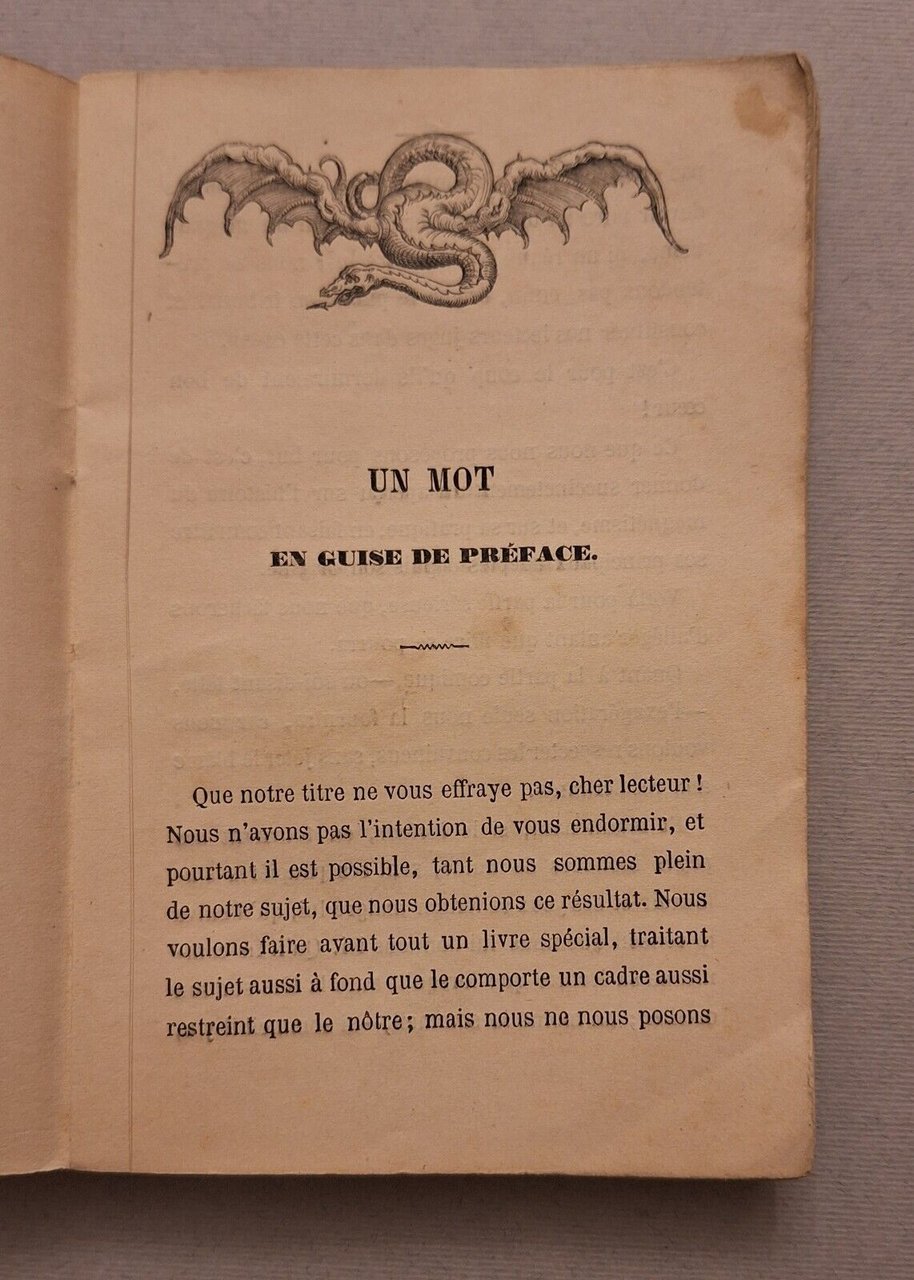 UN MOT
EN GUISE DE PRÉFACE.
Que notre titre ne vous effraye pas, cher lecteur !
Nous n'avons pas l'intention de vous endormir, et
pourtant il est possible, tant nous sommes plein
de notre sujet, que nous obtenions ce résultat. Nous
voulons faire avant tout un livre spécial, traitant
le sujet aussi à fond que le comporte un cadre aussi
restreint que le nôtre; mais nous ne nous posons